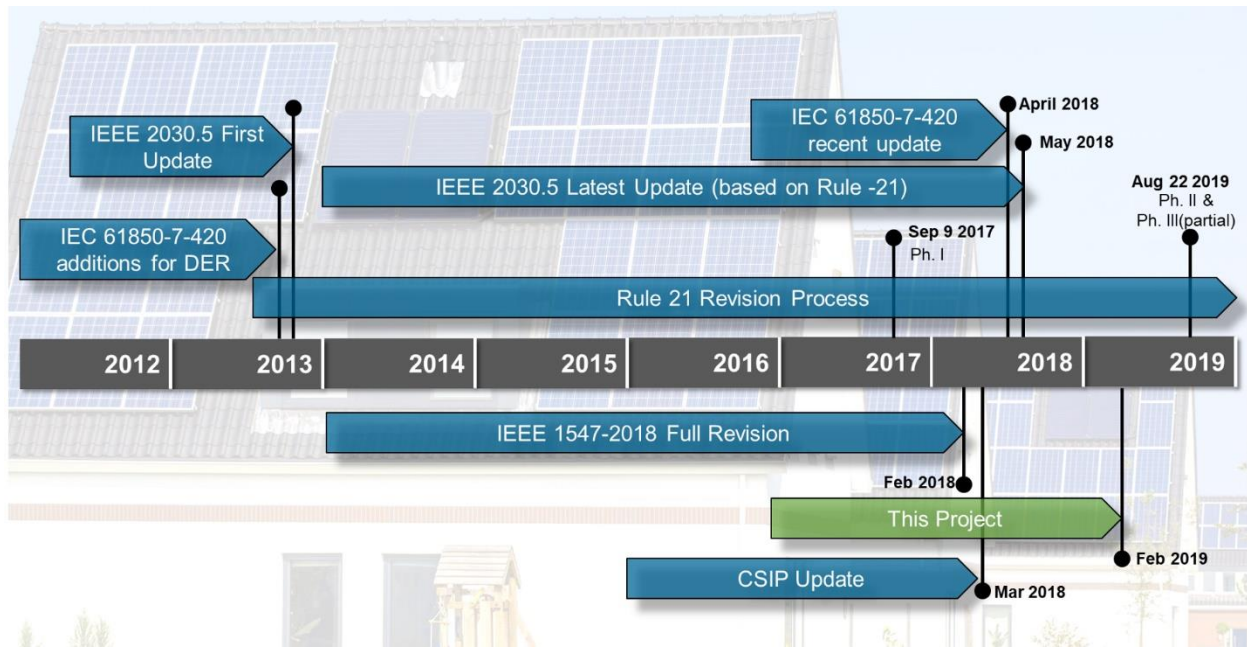 IEEE 2030.5 First
Update
IEC 61850-7-420
recent update
April 2018
May 2018
IEEE 2030.5 Latest Update (based on Rule -21)
Aug 22 2019
Ph. II &
Ph. III(partial)
IEC 61850-7-420
additions for DER
Sep 9 2017
Ph. I
Rule 21 Revision Process
2012 2013 2014 2015 2016 2017 2018 2019
IEEE 1547-2018 Full Revision
Feb 2018
This Project
Feb 2019
CSIP Update
Mar 2018